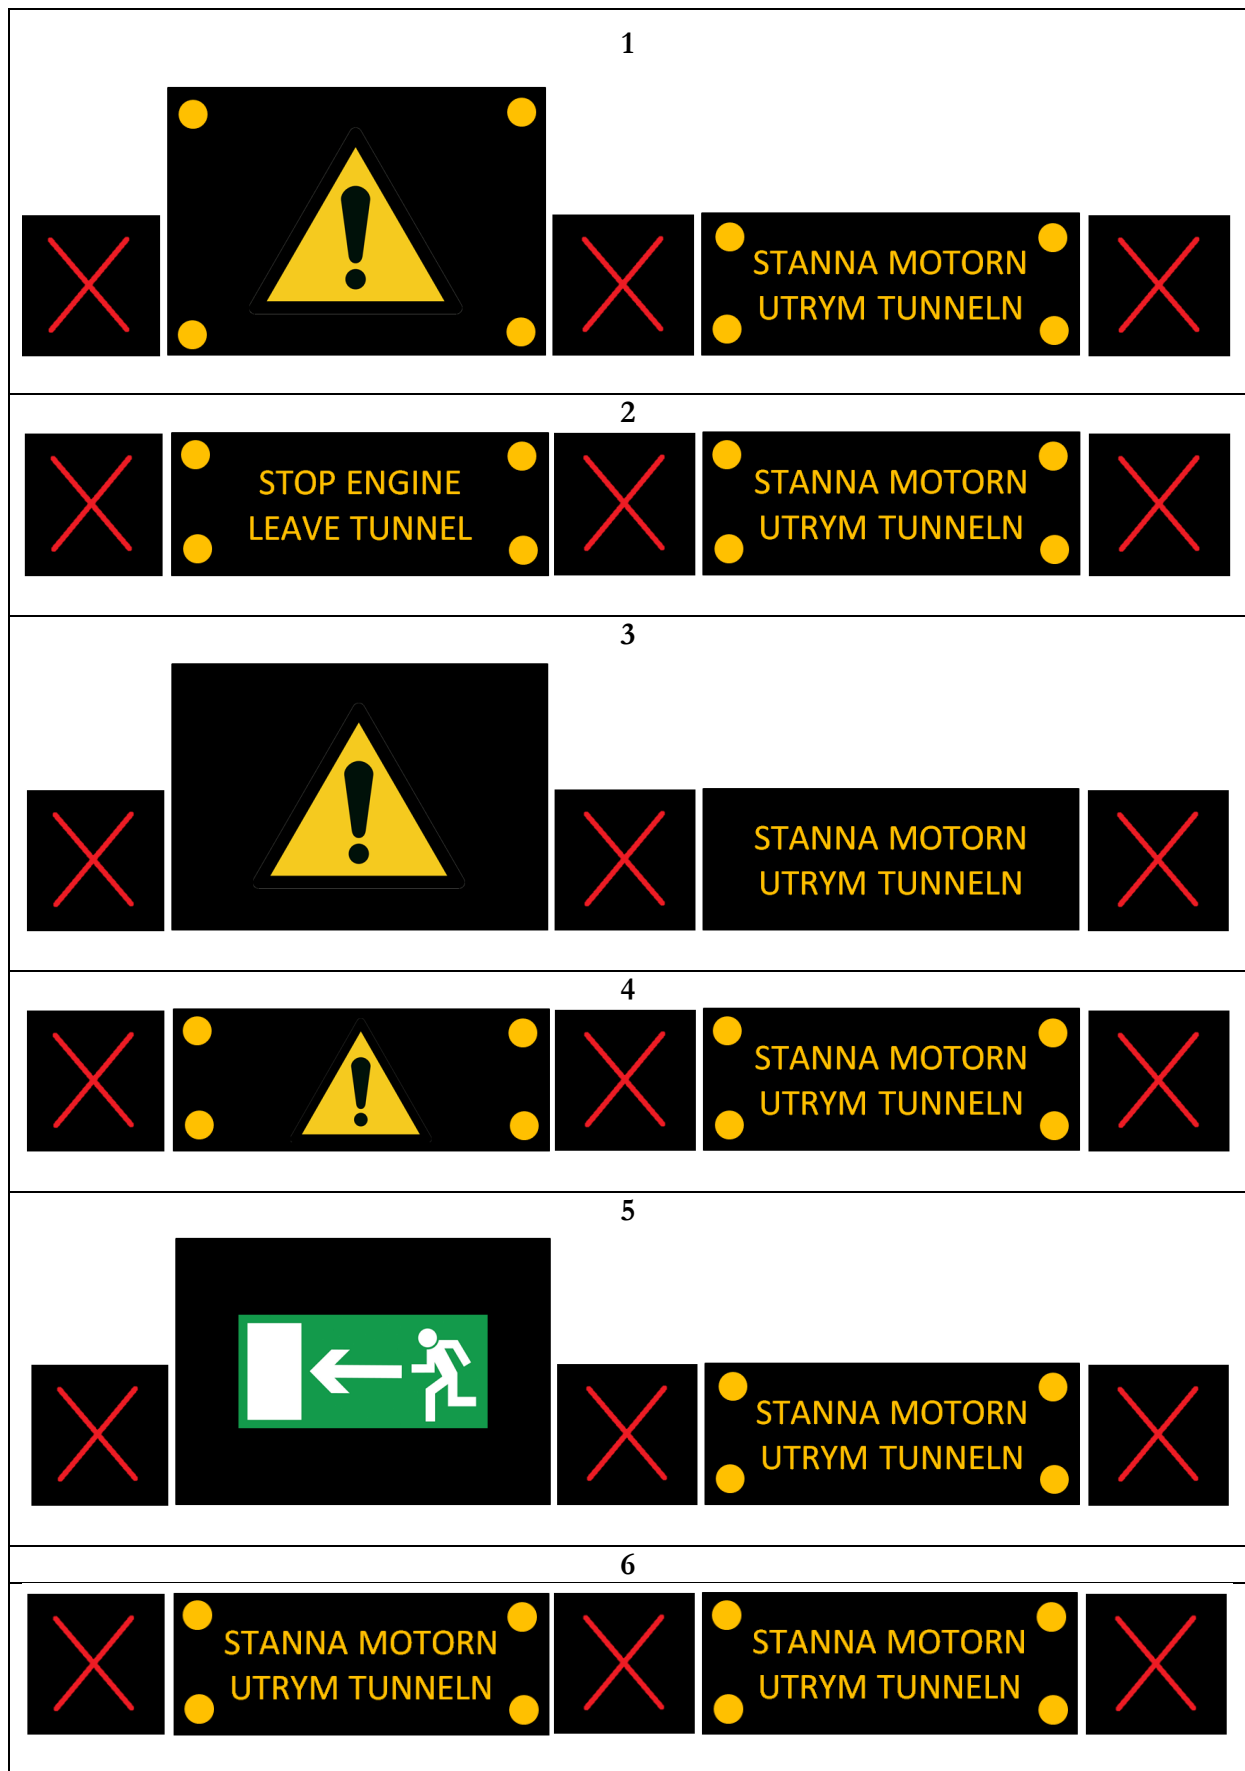 1
STANNA MOTORN
UTRYM TUNNELN
2
STOP ENGINE
LEAVE TUNNEL
STANNA MOTORN
UTRYM TUNNELN
3
STANNA MOTORN
UTRYM TUNNELN
4
STANNA MOTORN
UTRYM TUNNELN
5
STANNA MOTORN
UTRYM TUNNELN
6
STANNA MOTORN
UTRYM TUNNELN
STANNA MOTORN
UTRYM TUNNELN